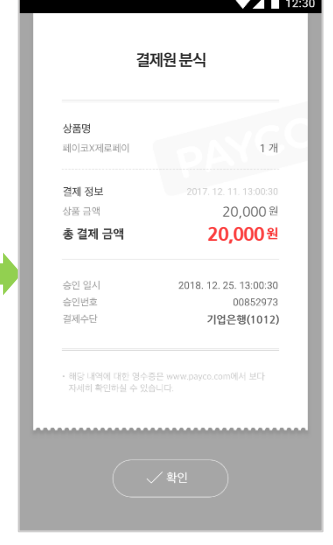 12:30
결제원 분식
상품명
페이코X제로페이 1 개
PAYCO
결제 정보 2017. 12. 11. 13:00:30
상품 금액 20,000 원
총 결제 금액 20,000 원
승인 일시 2018. 12. 25. 13:00:30
승인번호 00852973
결제수단 기업은행(1012)
• 해당 내역에 대한 영수증은 www.payco.com에서 보다
자세히 확인하실 수 있습니다.
확인